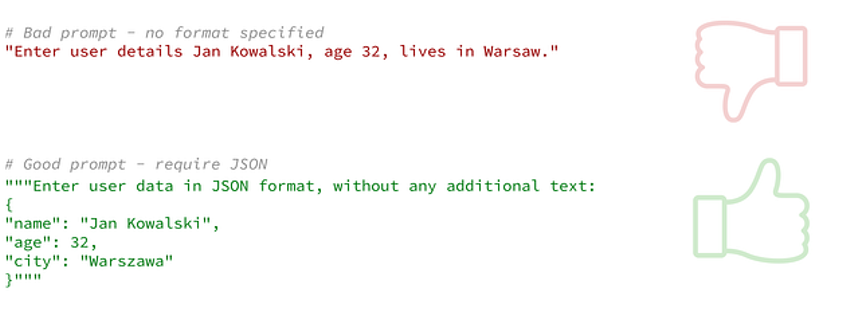 # Bad prompt - no format specified
"Enter user details Jan Kowalski, age 32, lives in Warsaw."
# Good prompt - require JSON
"""Enter user data in JSON format, without any additional text:
{
"name": "Jan Kowalski",
"age": 32,
"city": "Warszawa"
}"""